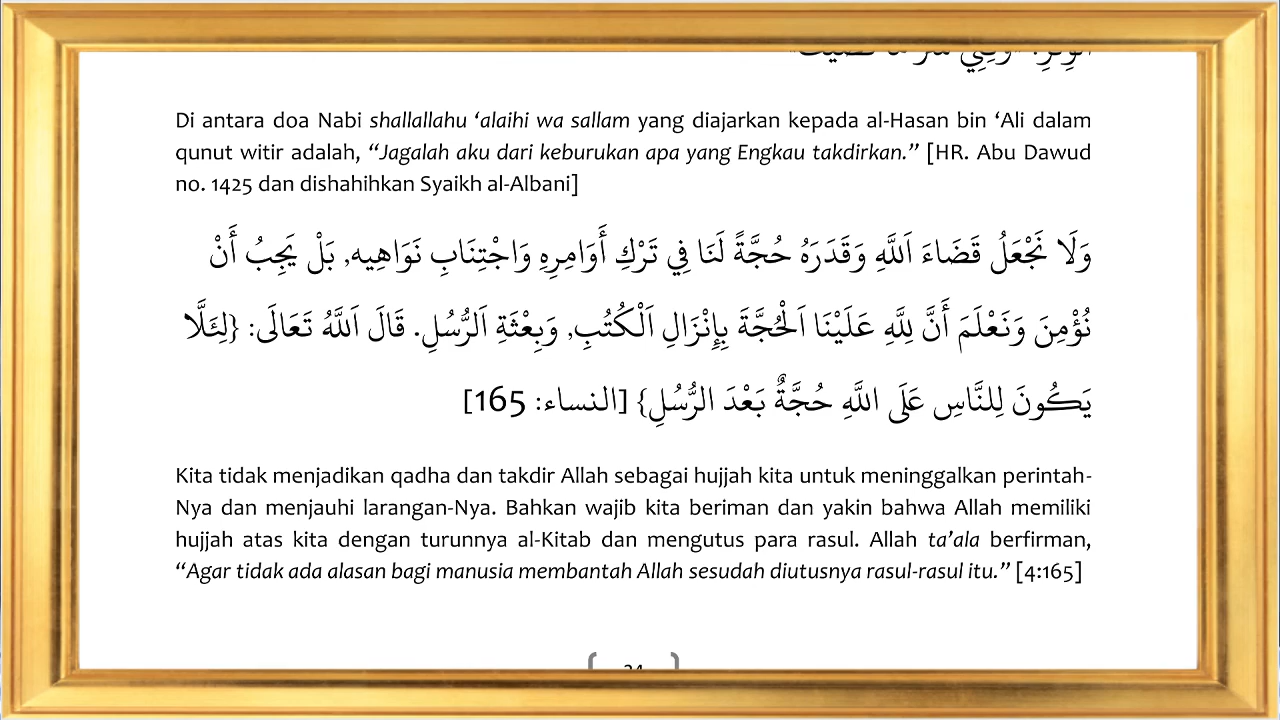 Di antara doa Nabi shallallahu ‘alaihi wa sallam yang diajarkan kepada al-Hasan bin ‘Ali dalam
qunut witir adalah, “Jagalah aku dari keburukan apa yang Engkau takdirkan.” [HR. Abu Dawud
no. 1425 dan dishahihkan Syaikh al-Albani]
وَلَا نَجْعَلُ قَضَاءَ اَللَّهِ وَقَدَرَهُ حُجَّةً لَنَا فِي تَرْكِ أَوَامِرِهِ وَاجْتِنَابِ نَوَاهِيه, بَلْ يَجِبُ أَنْ
نُؤْمِنَ وَنَعْلَمَ أَنَّ لِلَّهِ عَلَيْنَا اَلْحُجَّةَ بِإِنْزَالِ اَلْكُتُبِ, وَبِعْثَةِ اَلرُّسُلِ. قَالَ اَللَّهُ تَعَالَى: {لِئَلَّا
يَكُونَ لِلنَّاسِ عَلَى اللَّهِ حُجَّةٌ بَعْدَ الرُّسُلِ} [النساء: 165]
Kita tidak menjadikan qadha dan takdir Allah sebagai hujjah kita untuk meninggalkan perintah-
Nya dan menjauhi larangan-Nya. Bahkan wajib kita beriman dan yakin bahwa Allah memiliki
hujjah atas kita dengan turunnya al-Kitab dan mengutus para rasul. Allah ta’ala berfirman,
“Agar tidak ada alasan bagi manusia membantah Allah sesudah diutusnya rasul-rasul itu.” [4:165]